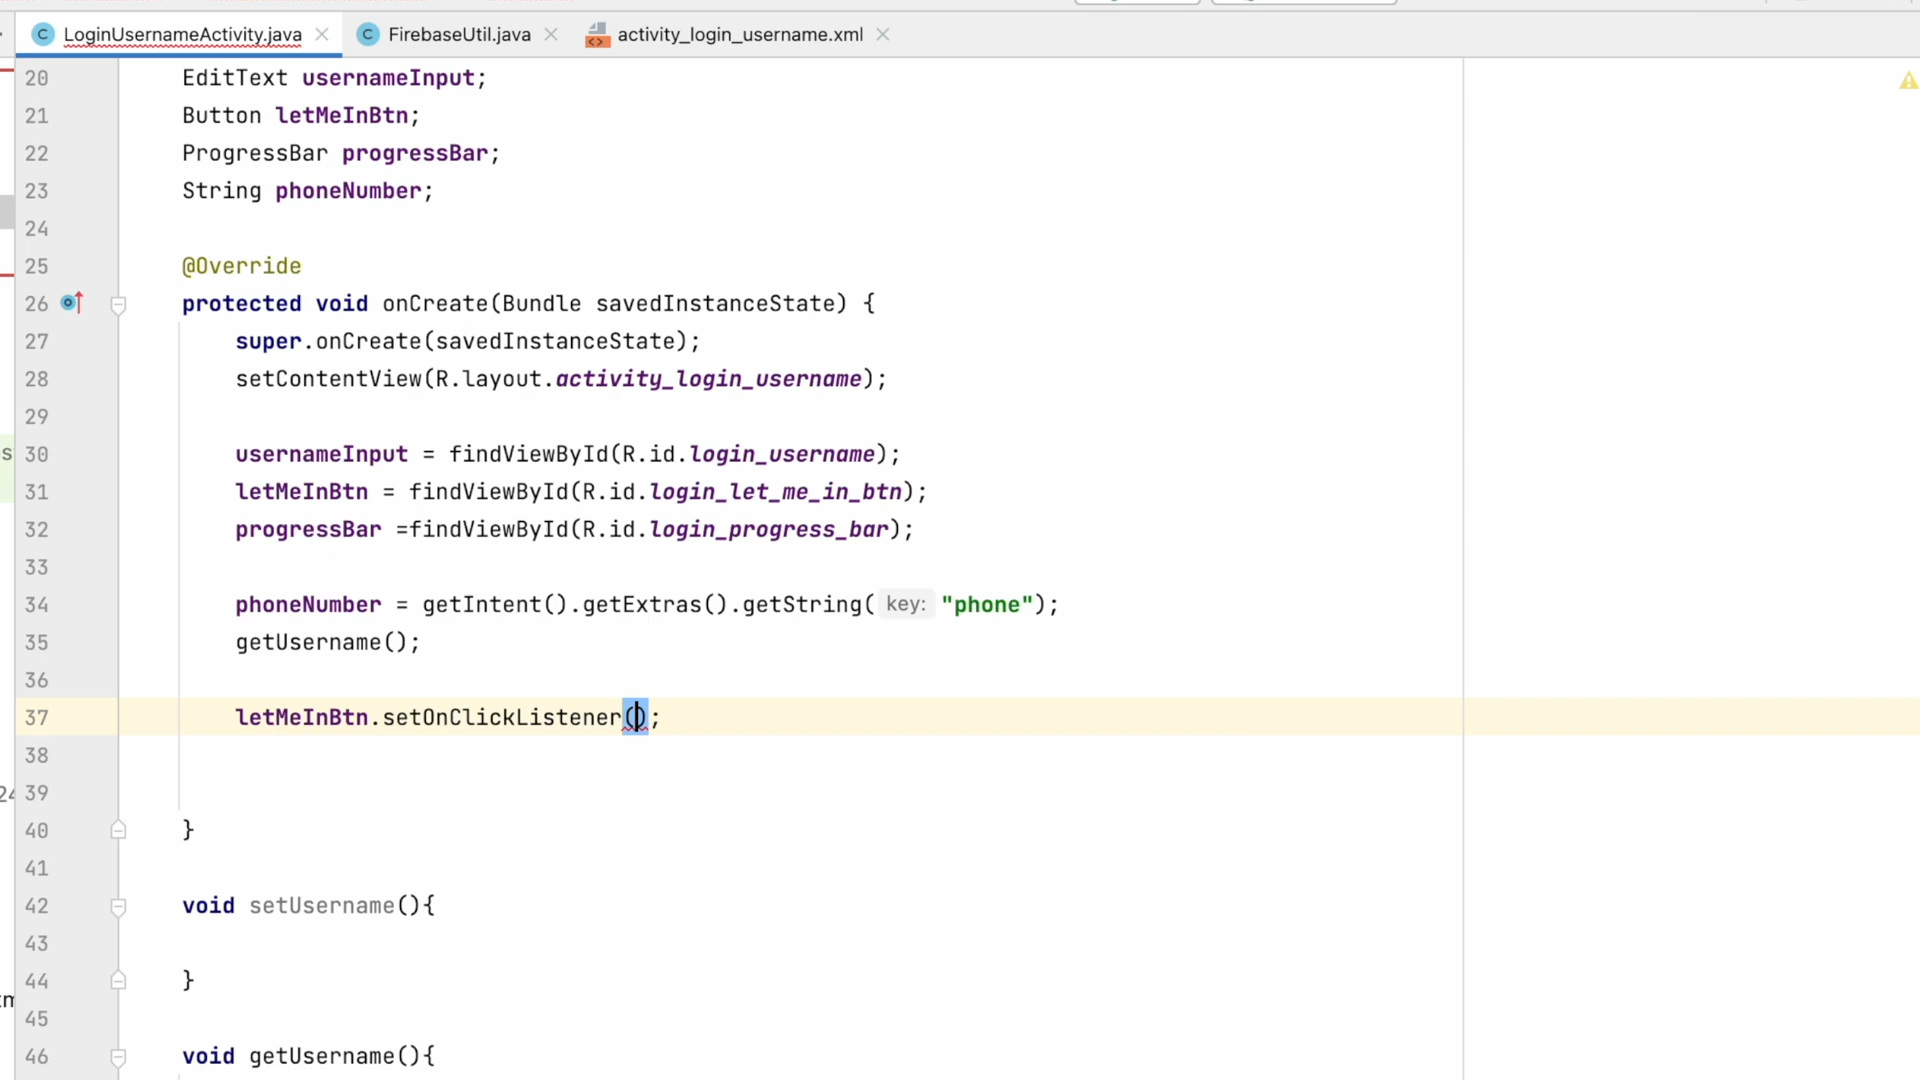 LoginUsernameActivity.java FirebaseUtil.java activity_login_username.xml
20 EditText usernameInput;
21 Button letMeInBtn;
22 ProgressBar progressBar;
23 String phoneNumber;
24
25 @Override
26 protected void onCreate(Bundle savedInstanceState) {
27 super.onCreate(savedInstanceState);
28 setContentView(R.layout.activity_login_username);
29
30 usernameInput = findViewById(R.id.login_username);
31 letMeInBtn = findViewById(R.id.login_let_me_in_btn);
32 progressBar =findViewById(R.id.login_progress_bar);
33
34 phoneNumber = getIntent().getExtras().getString( key: "phone");
35 getUsername();
36
37 letMeInBtn.setOnClickListener();
38
39
40 }
41
42 void setUsername(){
43
44 }
45
46 void getUsername(){